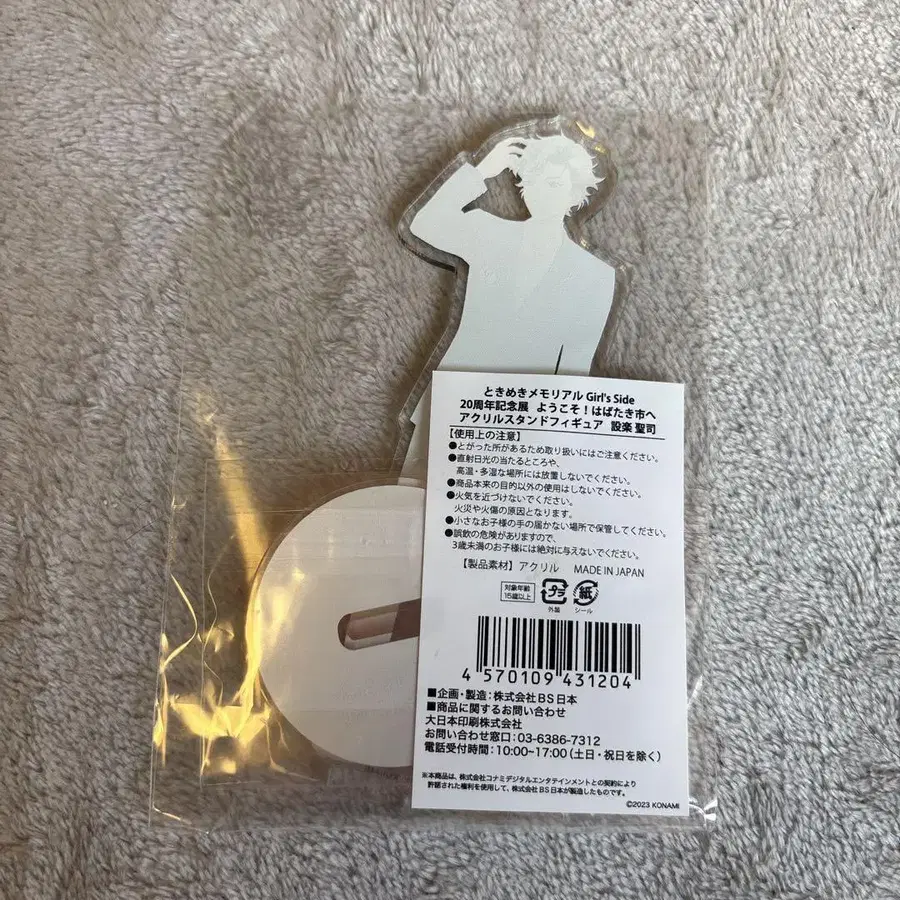 ときめきメモリアル Girl's Side
20周年記念展 ようこそ！はばたき市へ
アクリルスタンドフィギュア 設楽 聖司
【使用上の注意】
●とがった所があるため取り扱いにはご注意ください。
●直射日光の当たるところや、
高温・多湿な場所には放置しないでください。
●商品本来の目的以外の使用はしないでください。
●火気を近づけないでください。
火災や火傷の原因となります。
●小さなお子様の手の届かない場所で保管してください。
●誤飲の危険がありますので、
3歳未満のお子様には絶対に与えないでください。
【製品素材】アクリル MADE IN JAPAN
対象年齢
15歳以上
プラ
外装
紙
シール
4 570109 431204
■企画・製造：株式会社BS日本
■商品に関するお問い合わせ
大日本印刷株式会社
お問い合わせ窓口：03-6386-7312
電話受付時間：10:00~17:00（土日・祝日を除く）
※本商品は、株式会社コナミデジタルエンタテインメントとの契約により
許諾された権利を使用して、株式会社BS日本が製造したものです。
©2023 KONAMI